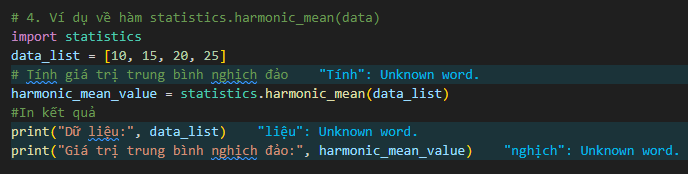 # 4. Ví dụ về hàm statistics.harmonic_mean(data)
import statistics
data_list = [10, 15, 20, 25]
# Tính giá trị trung bình nghịch đảo "Tính": Unknown word.
harmonic_mean_value = statistics.harmonic_mean(data_list)
#In kết quả
print("Dữ liệu:", data_list) "liệu": Unknown word.
print("Giá trị trung bình nghịch đảo:", harmonic_mean_value) "nghịch": Unknown word.